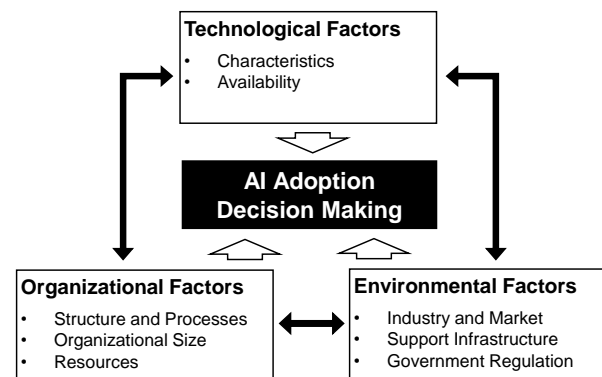 Technological Factors
• Characteristics
• Availability
AI Adoption
Decision Making
Organizational Factors
• Structure and Processes
• Organizational Size
• Resources
Environmental Factors
• Industry and Market
• Support Infrastructure
• Government Regulation